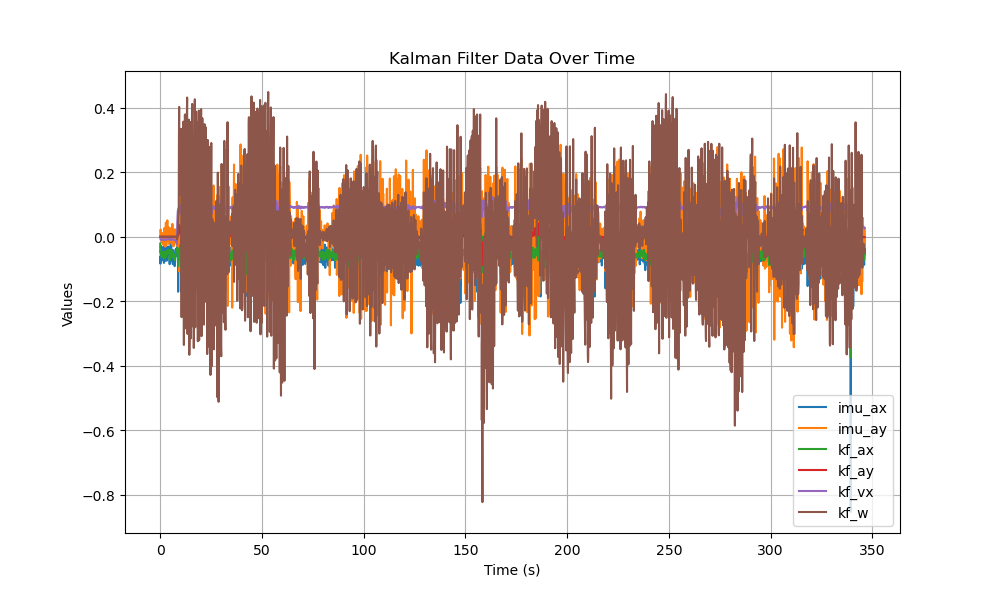 Kalman Filter Data Over Time
Values
0.4
0.2
0.0
−0.2
−0.4
−0.6
−0.8
imu_ax
imu_ay
kf_ax
kf_ay
kf_vx
kf_w
0
50
100
150
200
250
300
350
Time (s)